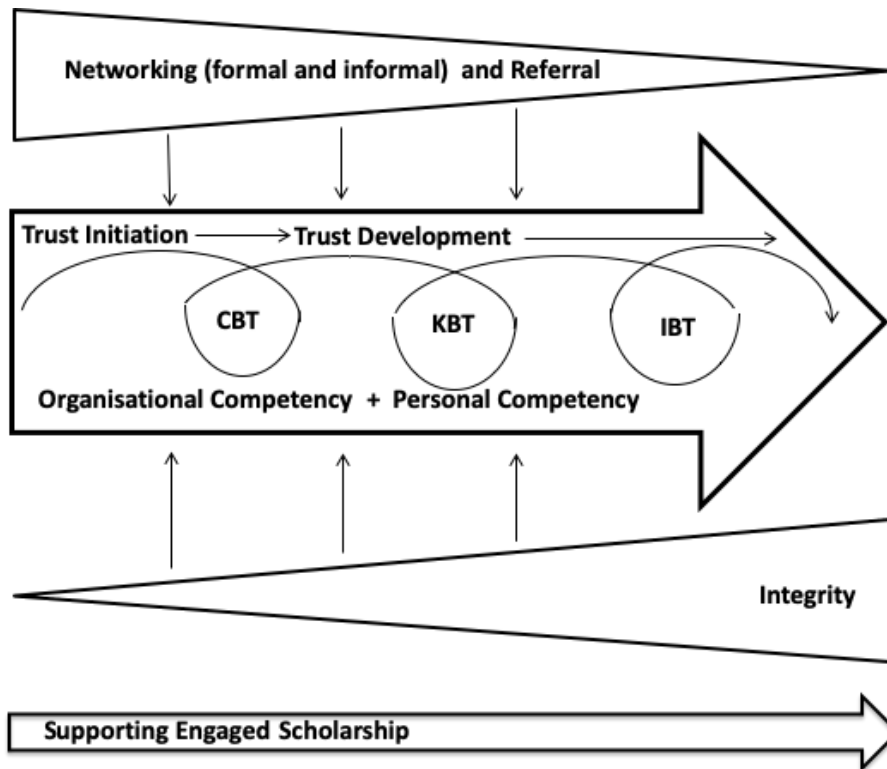 Networking (formal and informal) and Referral
Trust Initiation
Trust Development
CBT
KBT
IBT
Organisational Competency + Personal Competency
Integrity
Supporting Engaged Scholarship